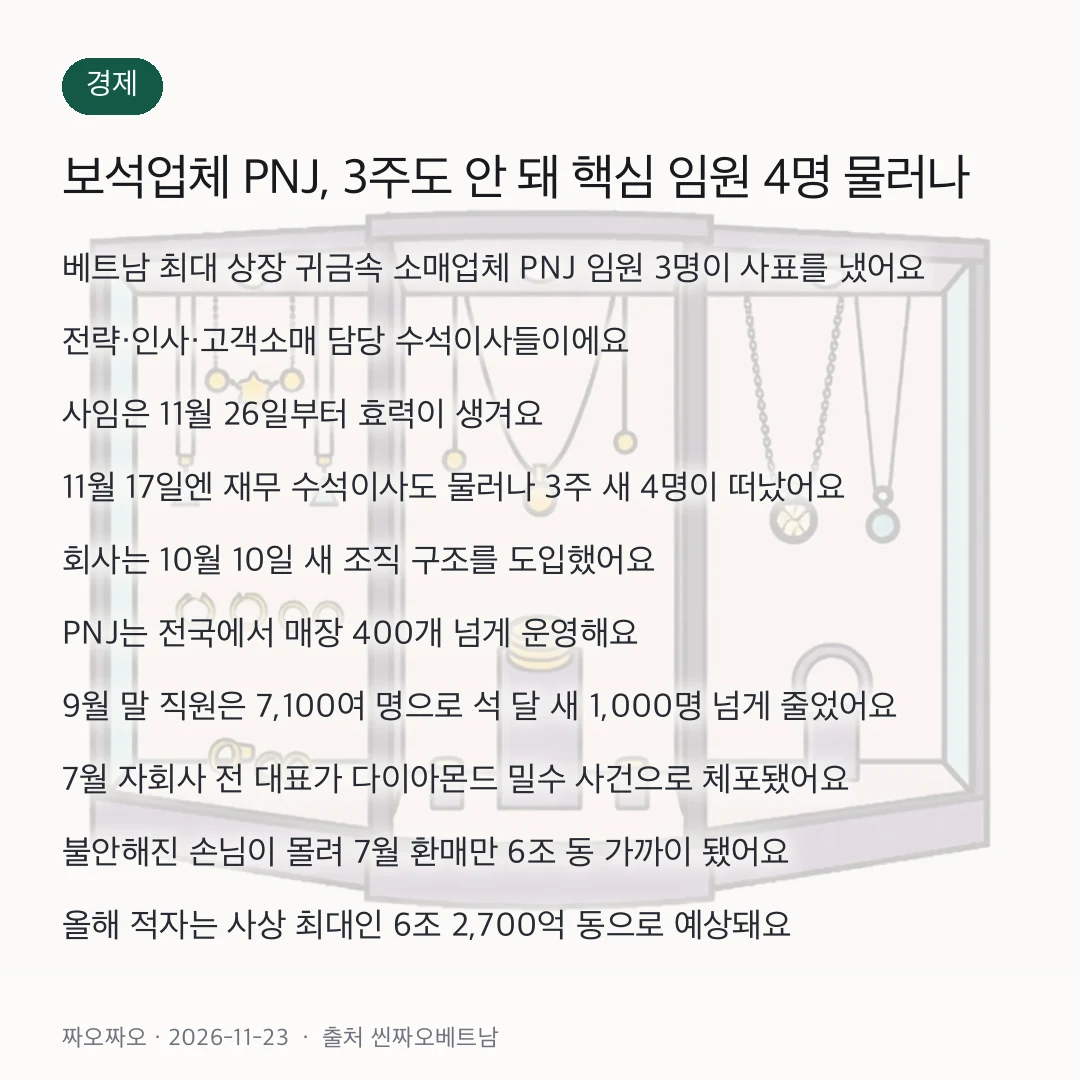 경제
보석업체 PNJ, 3주도 안 돼 핵심 임원 4명 물러나
베트남 최대 상장 귀금속 소매업체 PNJ 임원 3명이 사표를 냈어요
전략·인사·고객소매 담당 수석이사들이에요
사임은 11월 26일부터 효력이 생겨요
11월 17일엔 재무 수석이사도 물러나 3주 새 4명이 떠났어요
회사는 10월 10일 새 조직 구조를 도입했어요
PNJ는 전국에서 매장 400개 넘게 운영해요
9월 말 직원은 7,100여 명으로 석 달 새 1,000명 넘게 줄었어요
7월 자회사 전 대표가 다이아몬드 밀수 사건으로 체포됐어요
불안해진 손님이 몰려 7월 환매만 6조 동 가까이 됐어요
올해 적자는 사상 최대인 6조 2,700억 동으로 예상돼요
짜오짜오 · 2026-11-23 · 출처 씬짜오베트남